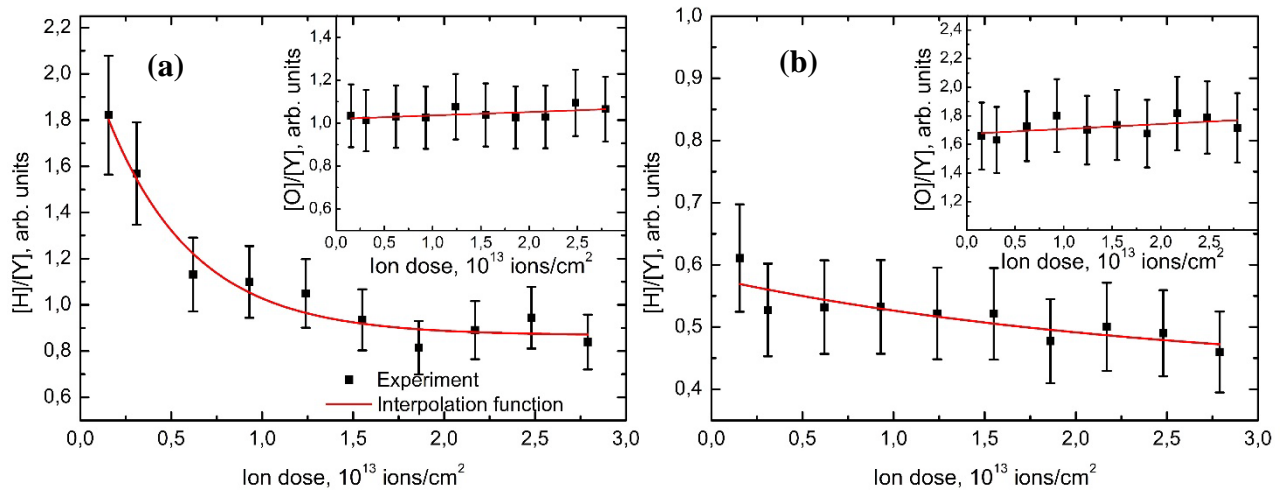 (a)
[H]/[Y], arb. units
2,2
2,0
1,8
1,6
1,4
1,2
1,0
0,8
0,6
0,0 0,5 1,0 1,5 2,0 2,5 3,0
Ion dose, 10¹³ ions/cm²
Experiment
Interpolation function
[O]/[Y], arb. units
1,4
1,2
1,0
0,8
0,6
0,0 0,5 1,0 1,5 2,0 2,5
Ion dose, 10¹³ ions/cm²
(b)
[H]/[Y], arb. units
1,0
0,9
0,8
0,7
0,6
0,5
0,4
0,0 0,5 1,0 1,5 2,0 2,5 3,0
Ion dose, 10¹³ ions/cm²
[O]/[Y], arb. units
2,4
2,2
2,0
1,8
1,6
1,4
1,2
0,0 0,5 1,0 1,5 2,0 2,5
Ion dose, 10¹³ ions/cm²